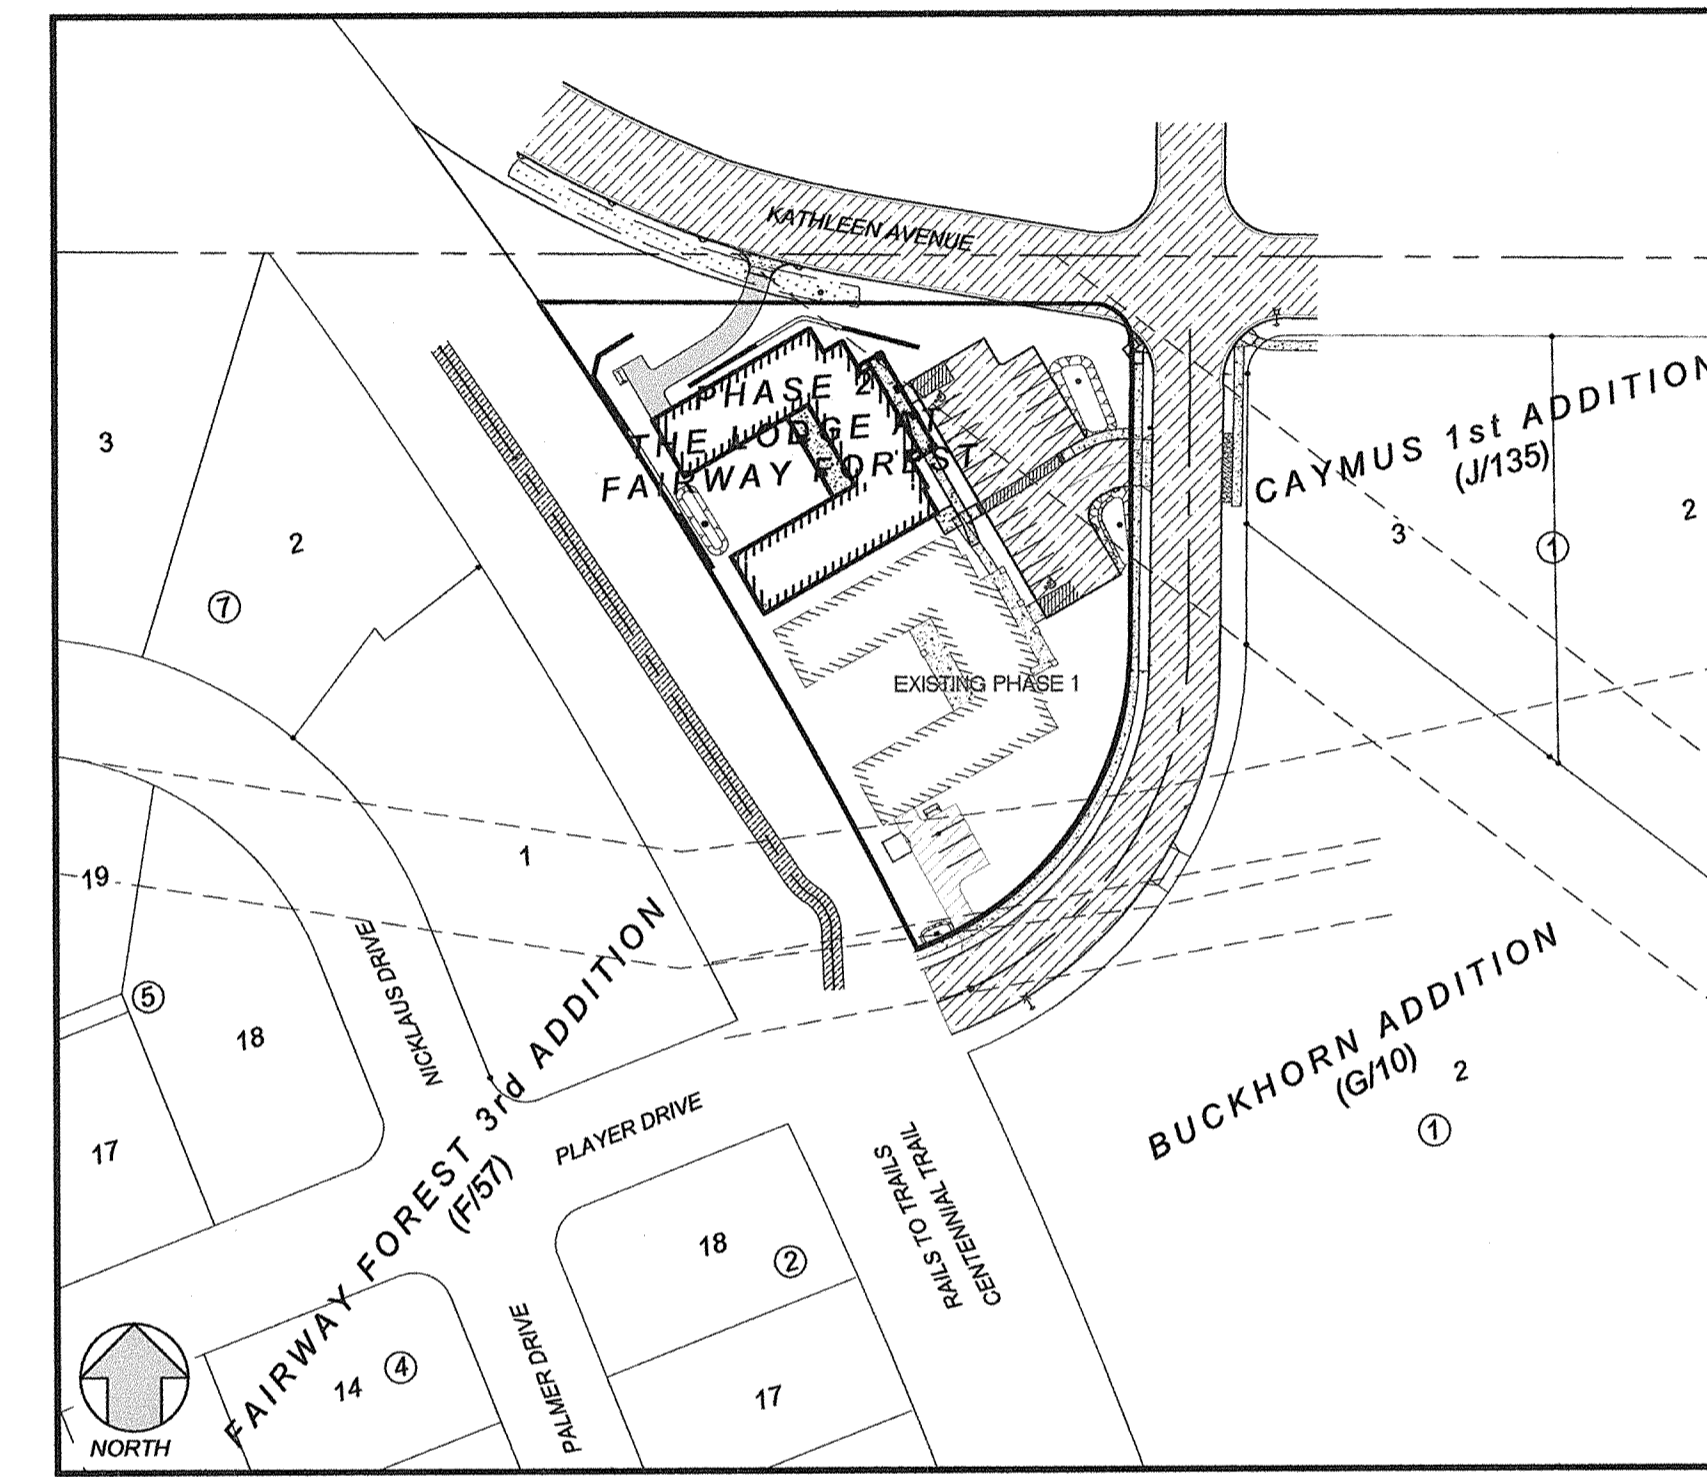 KATHLEEN AVENUE
PHASE 2
THE LODGE AT
FAIRWAY FOREST
CAYMUS 1st ADDITION
(J/135)
3
2
7
3
1
2
EXISTING PHASE 1
1
19
5
18
NICKLAUS DRIVE
FAIRWAY FOREST 3rd ADDITION
(F/57)
BUCKHORN ADDITION
(G/10)
2
1
17
PLAYER DRIVE
RAILS TO TRAILS
CENTENNIAL TRAIL
18
2
14
4
PALMER DRIVE
17
NORTH